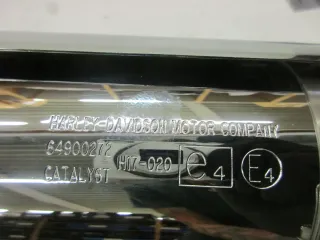 HARLEY-DAVIDSON MOTOR COMPANY
64900272 H17-020 e4 E4
CATALYST